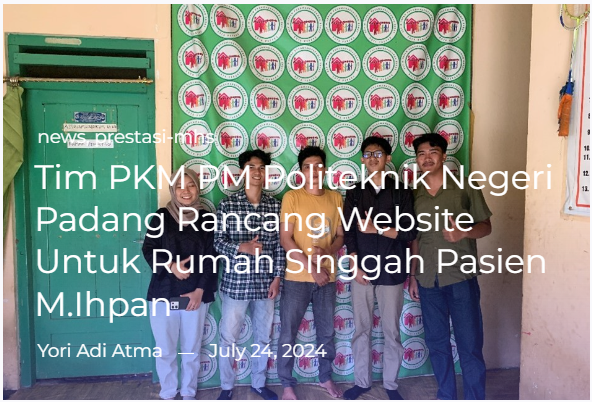 news, prestasi-mhs
Tim PKM PM Politeknik Negeri
Padang Rancang Website
Untuk Rumah Singgah Pasien
M.Ihpan
Yori Adi Atma — July 24, 2024